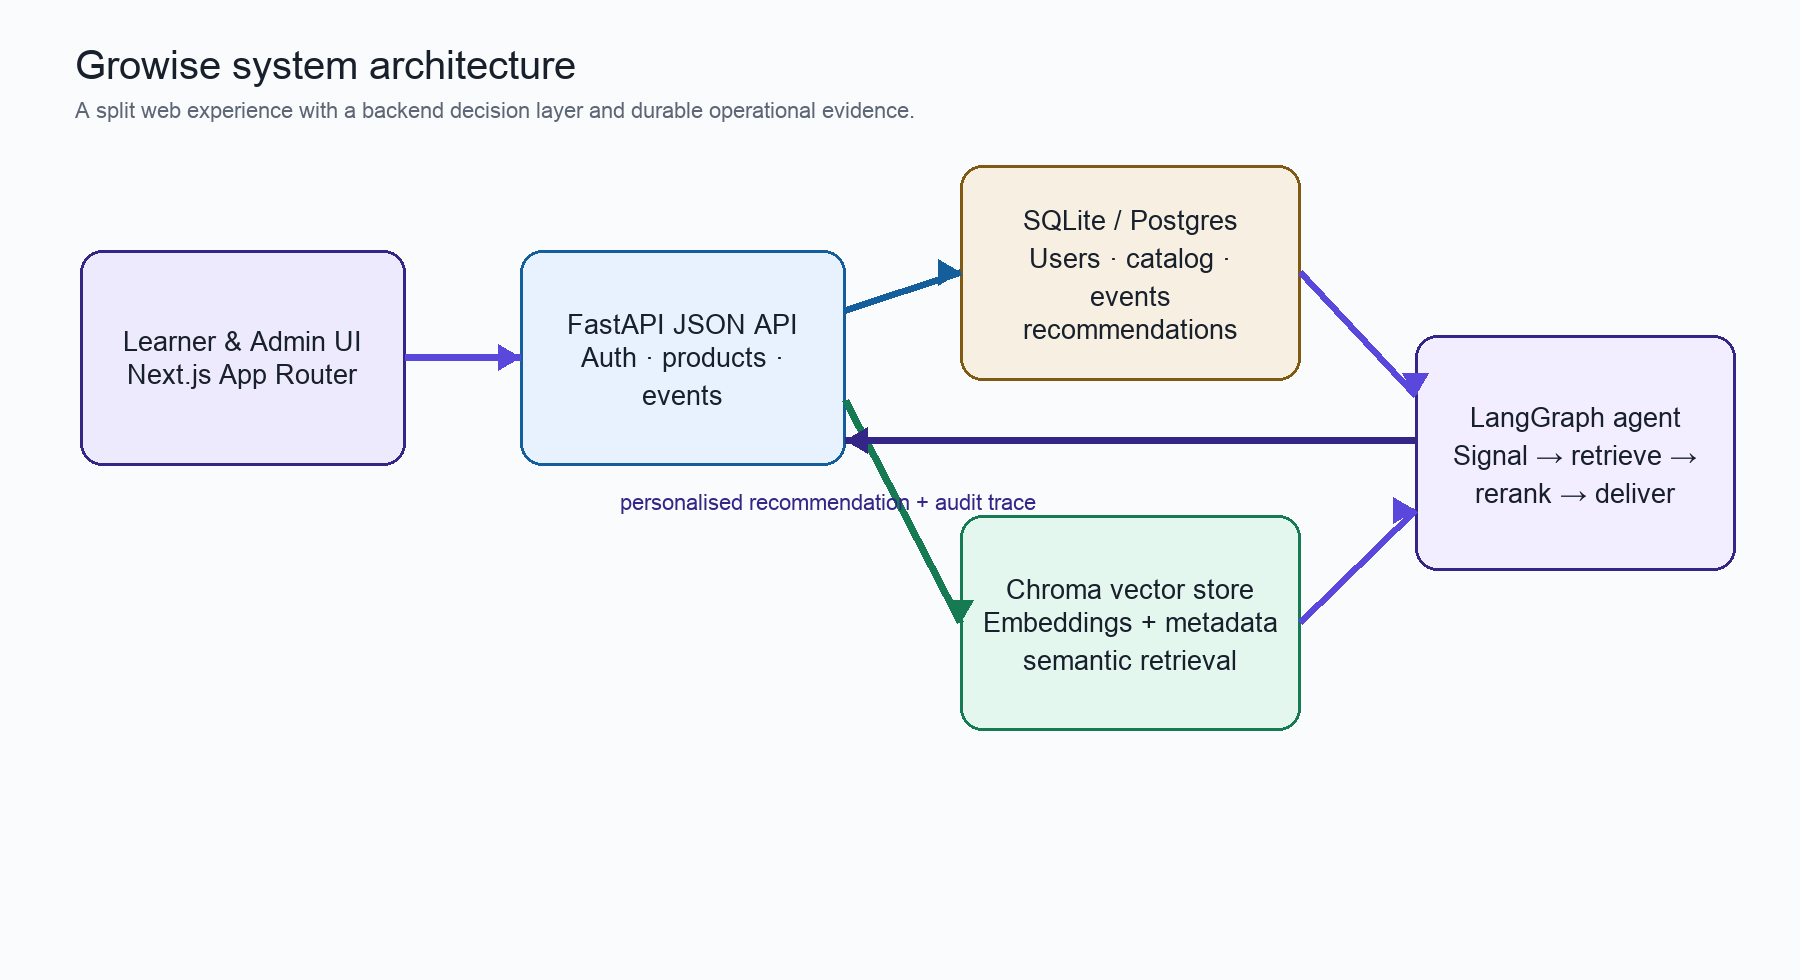 Growise system architecture
A split web experience with a backend decision layer and durable operational evidence.
Learner & Admin UI
Next.js App Router
FastAPI JSON API
Auth · products ·
events
SQLite / Postgres
Users · catalog ·
events
recommendations
LangGraph agent
Signal → retrieve →
rerank → deliver
personalised recommendation + audit trace
Chroma vector store
Embeddings + metadata
semantic retrieval